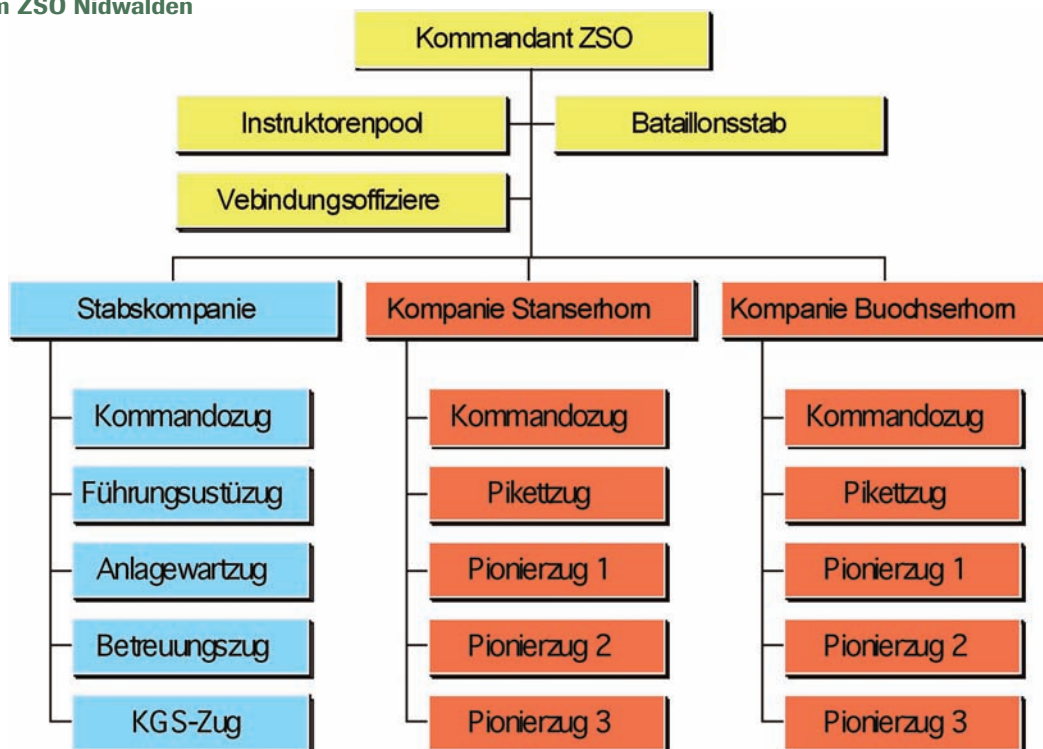 ZSO Nidwalden
Kommandant ZSO
Instruktorenpool
Bataillonsstab
Vebindungsoffiziere
Stabskompanie
Kompanie Stanserhorn
Kompanie Buochserhorn
Kommandozug
Kommandozug
Kommandozug
Führungsustüzug
Pikettzug
Pikettzug
Anlagewartzug
Pionierzug 1
Pionierzug 1
Betreuungszug
Pionierzug 2
Pionierzug 2
KGS-Zug
Pionierzug 3
Pionierzug 3